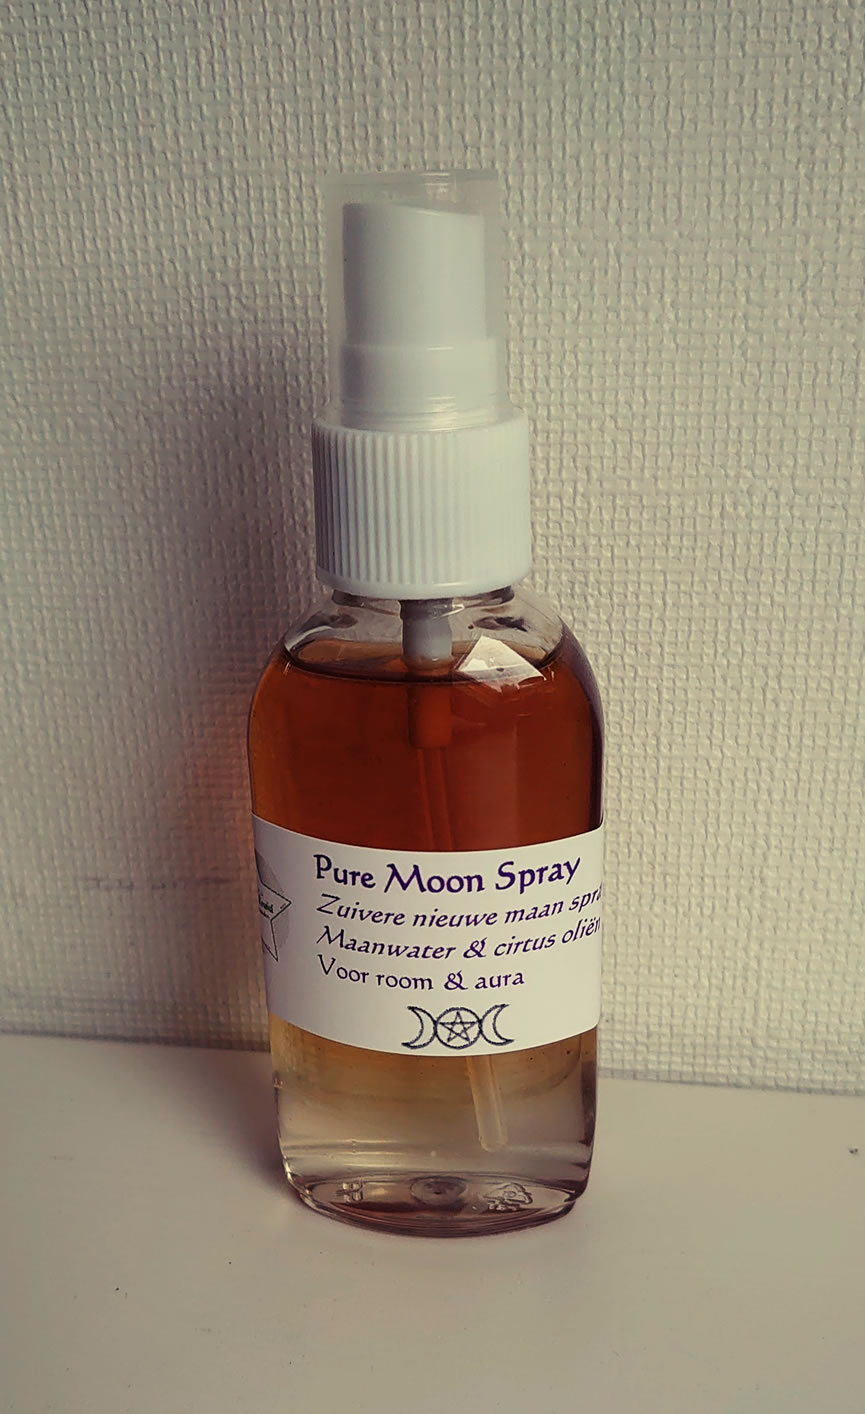 Pure Moon Spray
Zuivere nieuwe maan spra
Maanwater & cirtus oliën
Voor room & aura